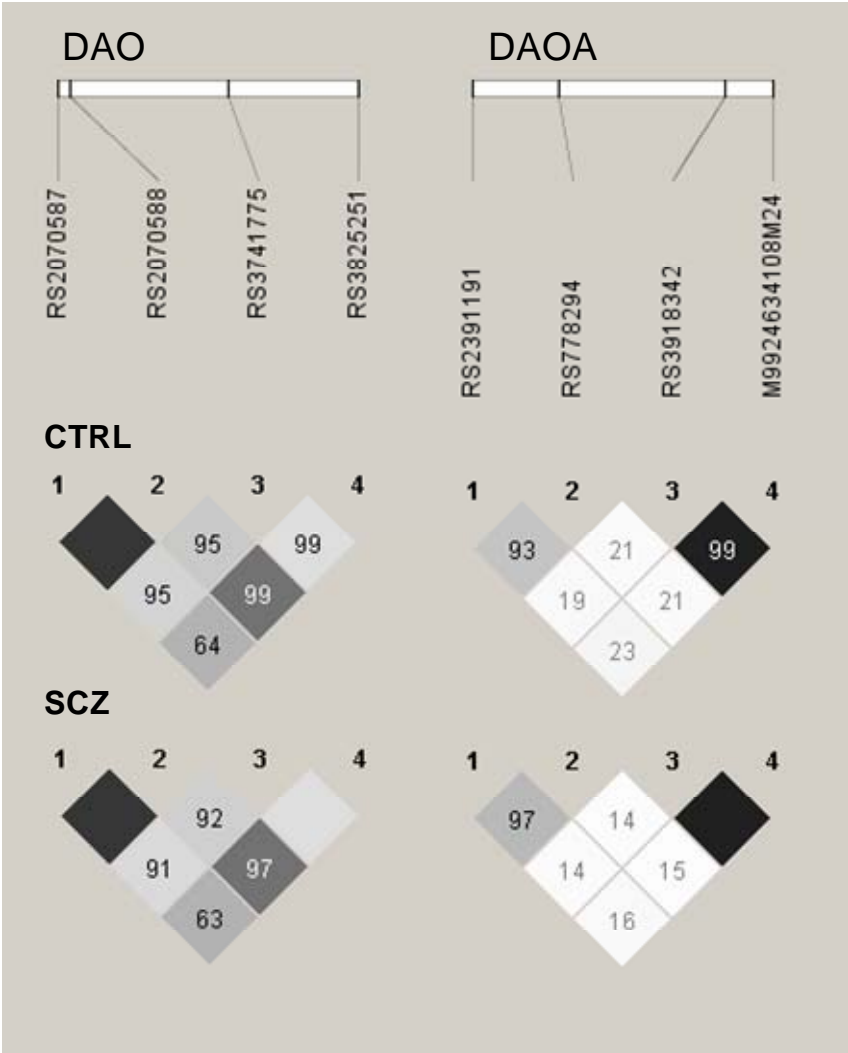 DAO DAOA
RS2070587
RS2070588
RS3741775
RS3825251
RS2391191
RS778294
RS3918342
M9924634108M24
CTRL
1 2 3 4 1 2 3 4
95 99 93 21 99
95 99 19 21
64 23
SCZ
1 2 3 4 1 2 3 4
92 97 14
91 97 14 15
63 16